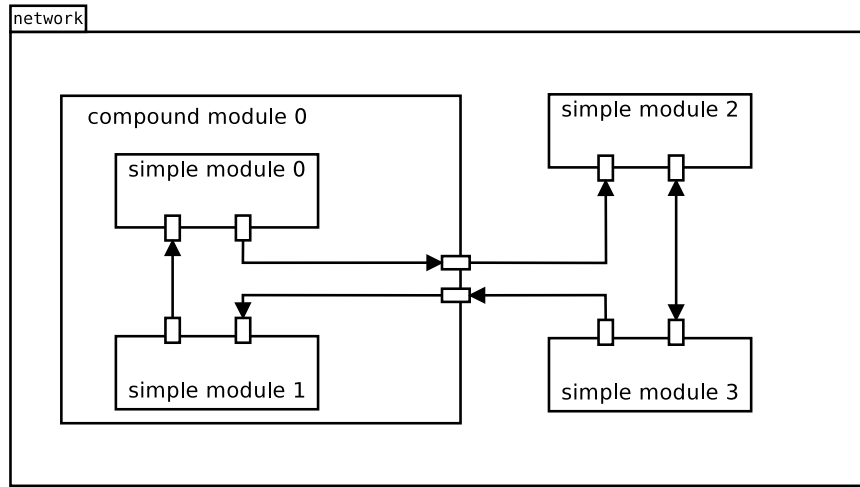 network
compound module 0
simple module 0
simple module 1
simple module 2
simple module 3